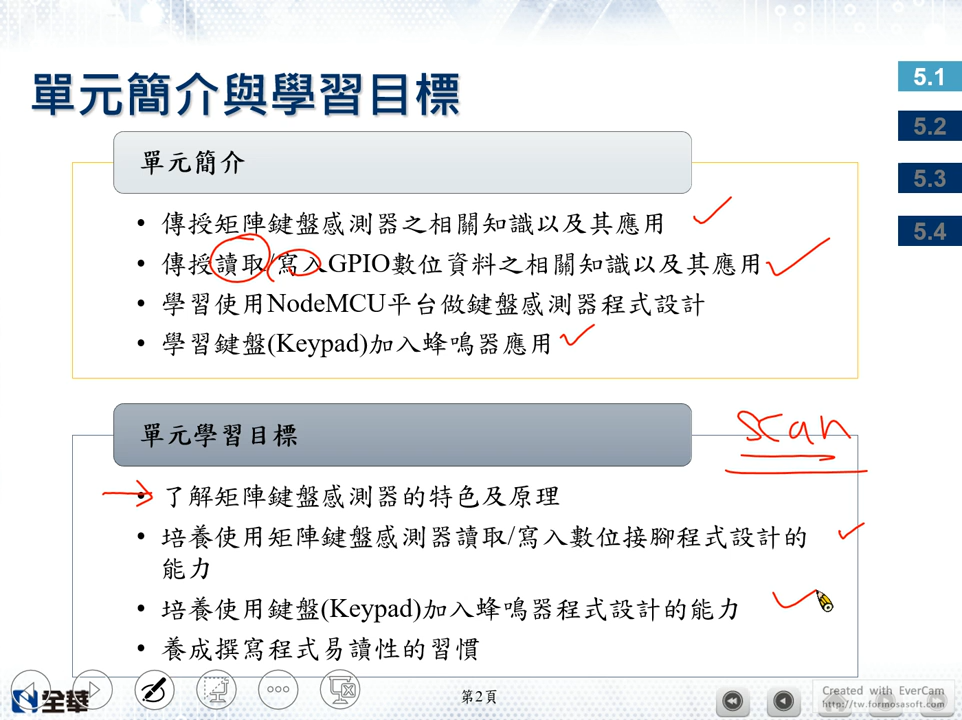 單元簡介與學習目標
5.1
5.2
5.3
5.4
單元簡介
• 傳授矩陣鍵盤感測器之相關知識以及其應用
• 傳授讀取/寫入GPIO數位資料之相關知識以及其應用
• 學習使用NodeMCU平台做鍵盤感測器程式設計
• 學習鍵盤(Keypad)加入蜂鳴器應用
單元學習目標
scan
• 了解矩陣鍵盤感測器的特色及原理
• 培養使用矩陣鍵盤感測器讀取/寫入數位接腳程式設計的
能力
• 培養使用鍵盤(Keypad)加入蜂鳴器程式設計的能力
• 養成撰寫程式易讀性的習慣
全華
第2頁
Created with EverCam
http://tw.formosasoft.com